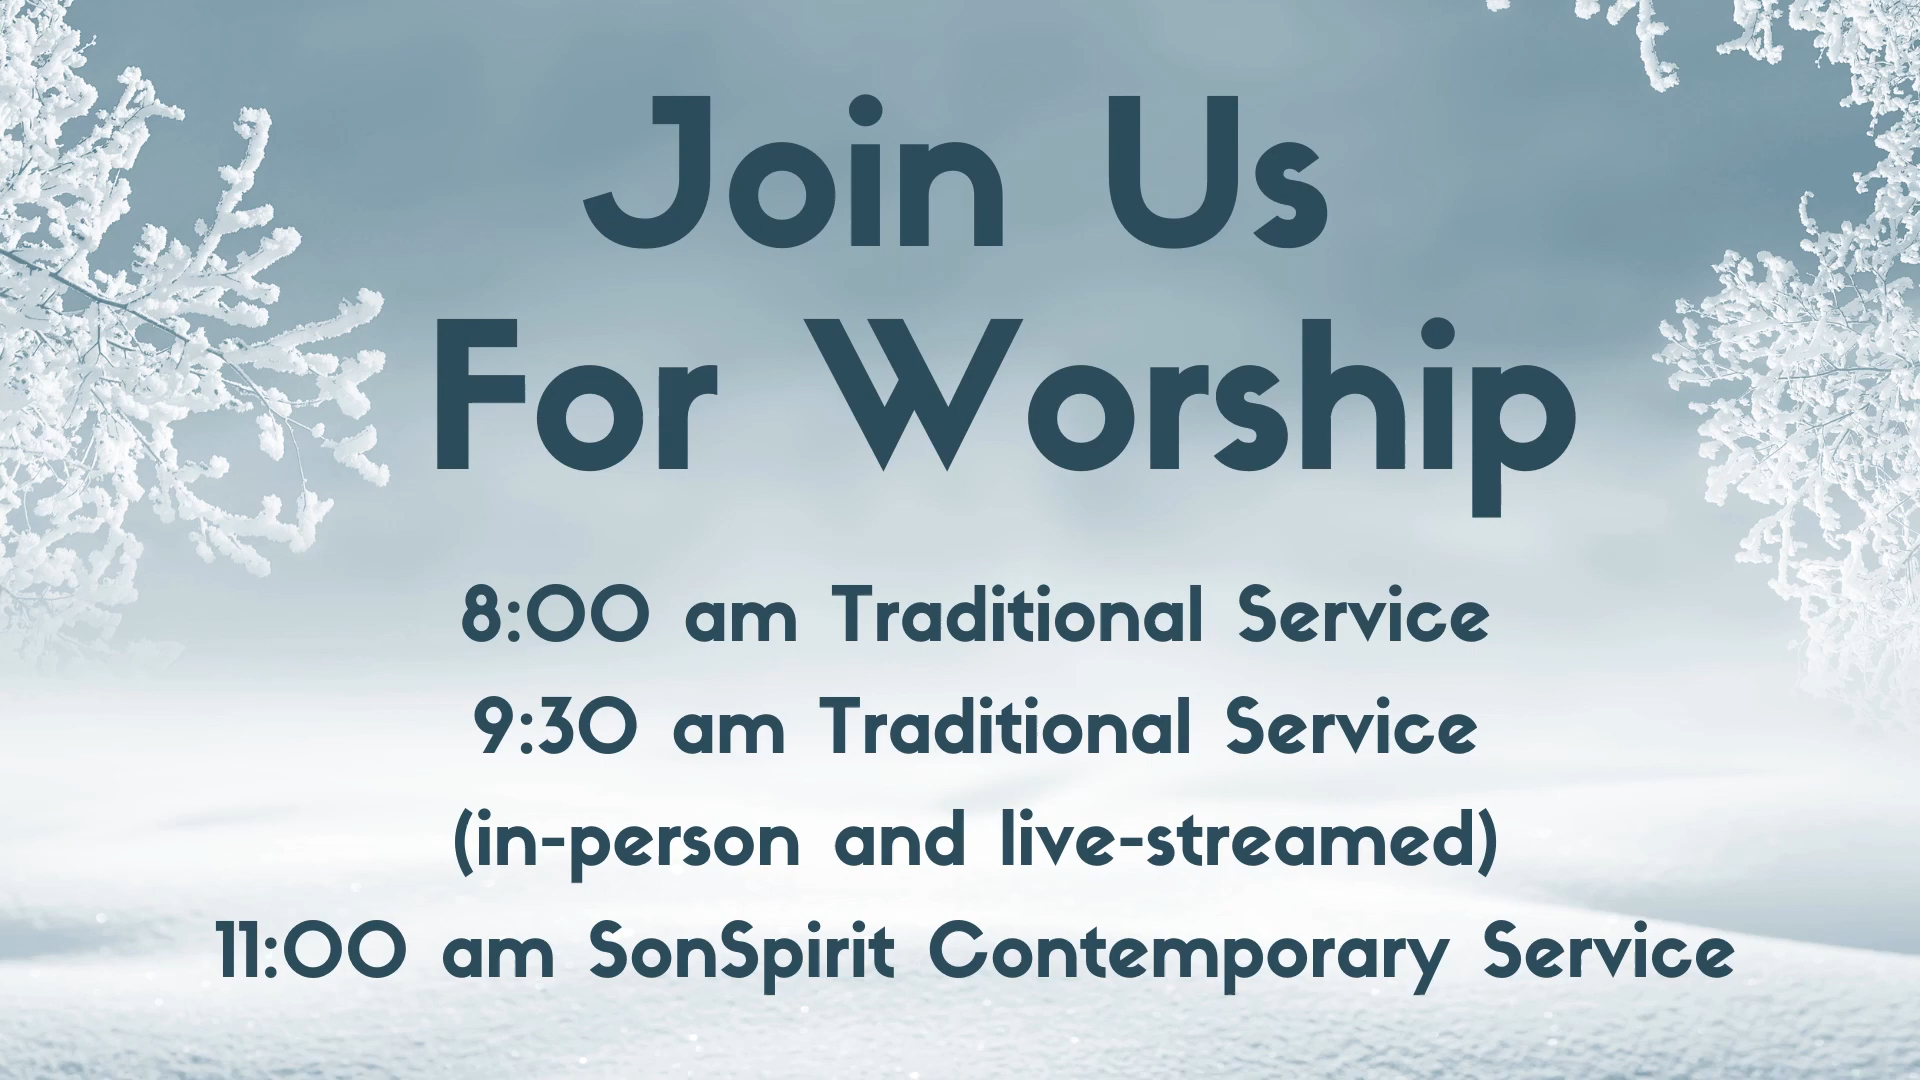 Join Us
For Worship
8:00 am Traditional Service
9:30 am Traditional Service
(in-person and live-streamed)
11:00 am SonSpirit Contemporary Service